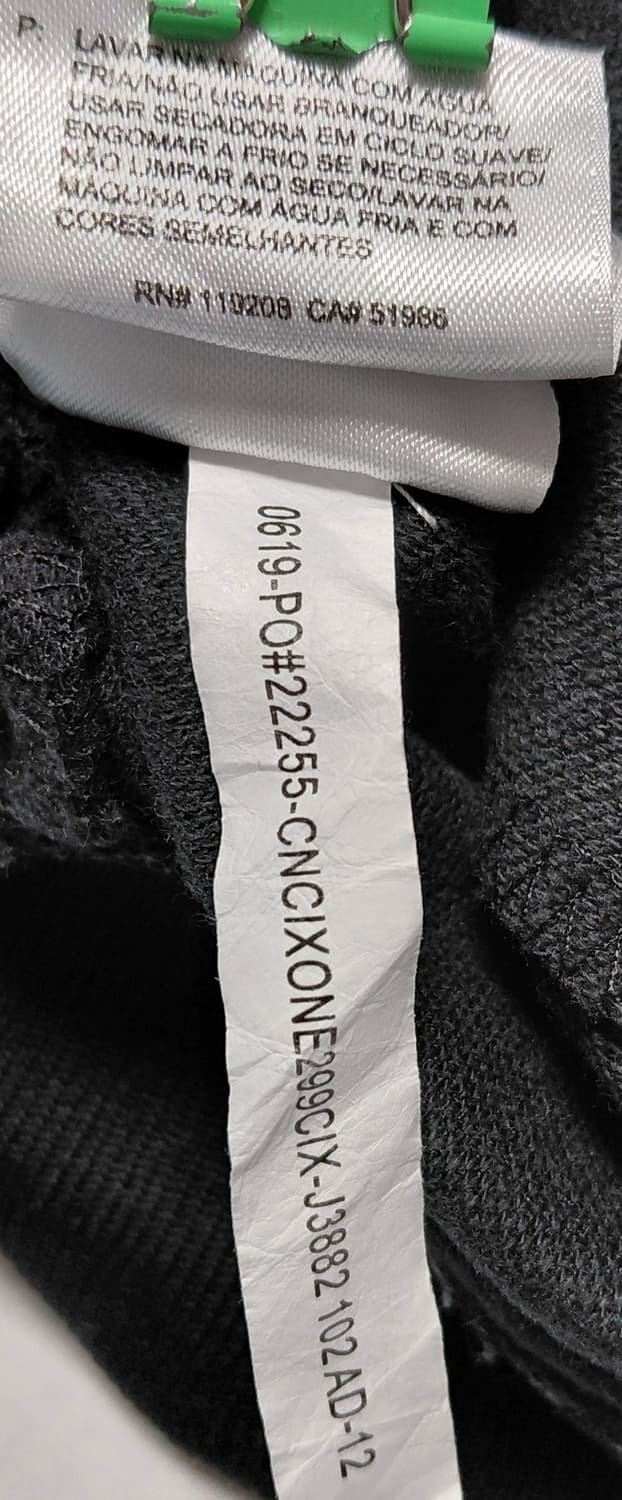 P: LAVAR NA MÁQUINA COM ÁGUA
FRIA/NÃO USAR BRANQUEADOR/
USAR SECADORA EM CICLO SUAVE/
ENGOMAR A FRIO SE NECESSÁRIO/
NÃO LIMPAR AO SECO/LAVAR NA
MÁQUINA COM ÁGUA FRIA E COM
CORES SEMELHANTES
RN# 119208 CA# 51986
0619-PO#22255-CNCIXONE299CIX-J3882 102AD-12